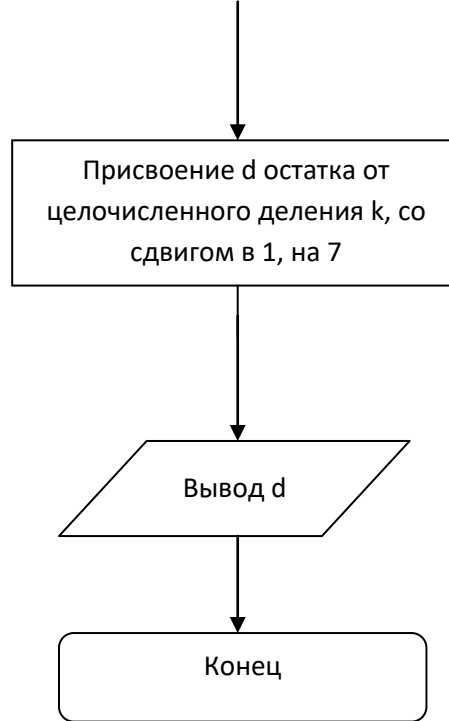 Присвоение d остатка от
целочисленного деления k, со
сдвигом в 1, на 7
Вывод d
Конец